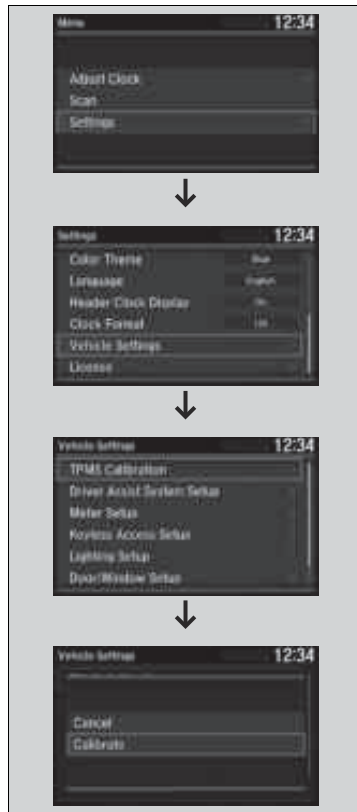 Menu 12:34
Adjust Clock
Scan
Settings
Settings 12:34
Color Theme Blue
Language English
Header Clock Display On
Clock Format 12H
Vehicle Settings
License
Vehicle Settings 12:34
TPMS Calibration
Driver Assist System Setup
Meter Setup
Keyless Access Setup
Lighting Setup
Door/Window Setup
Vehicle Settings 12:34
Cancel
Calibrate